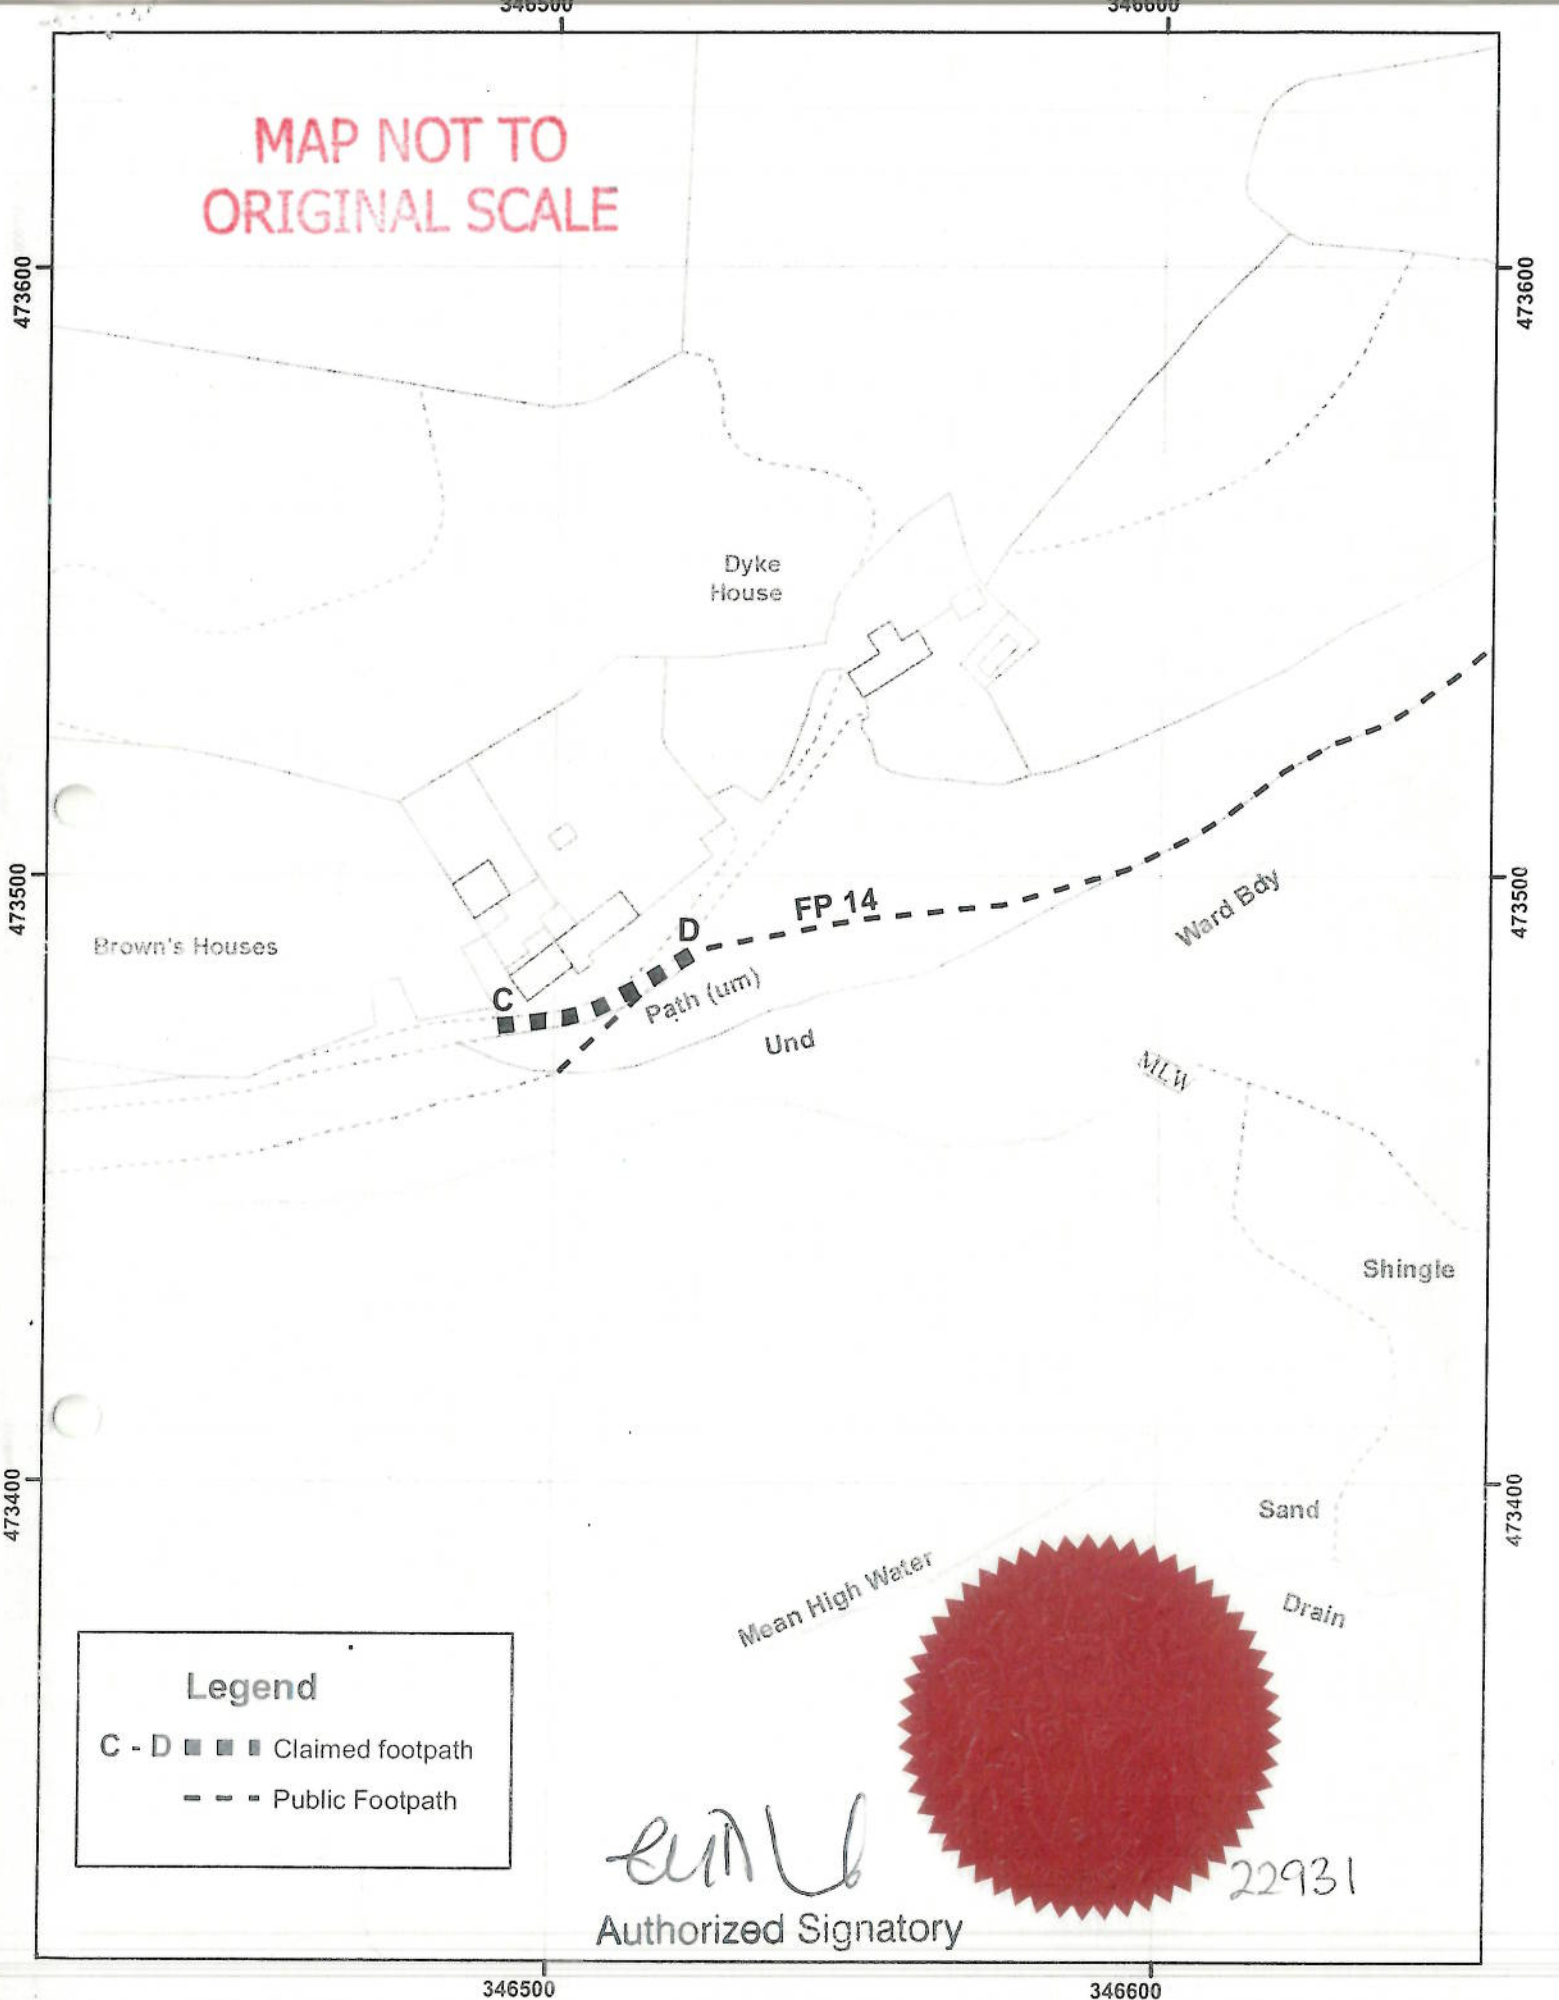 346500
346600
MAP NOT TO
ORIGINAL SCALE
473600
473600
Dyke
House
473500
473500
FP 14
Ward Bdy
D
Brown's Houses
C
Path (um)
Und
MLW
Shingle
473400
473400
Sand
Mean High Water
Drain
Legend
C - D Claimed footpath
Public Footpath
22931
Authorized Signatory
346500
346600